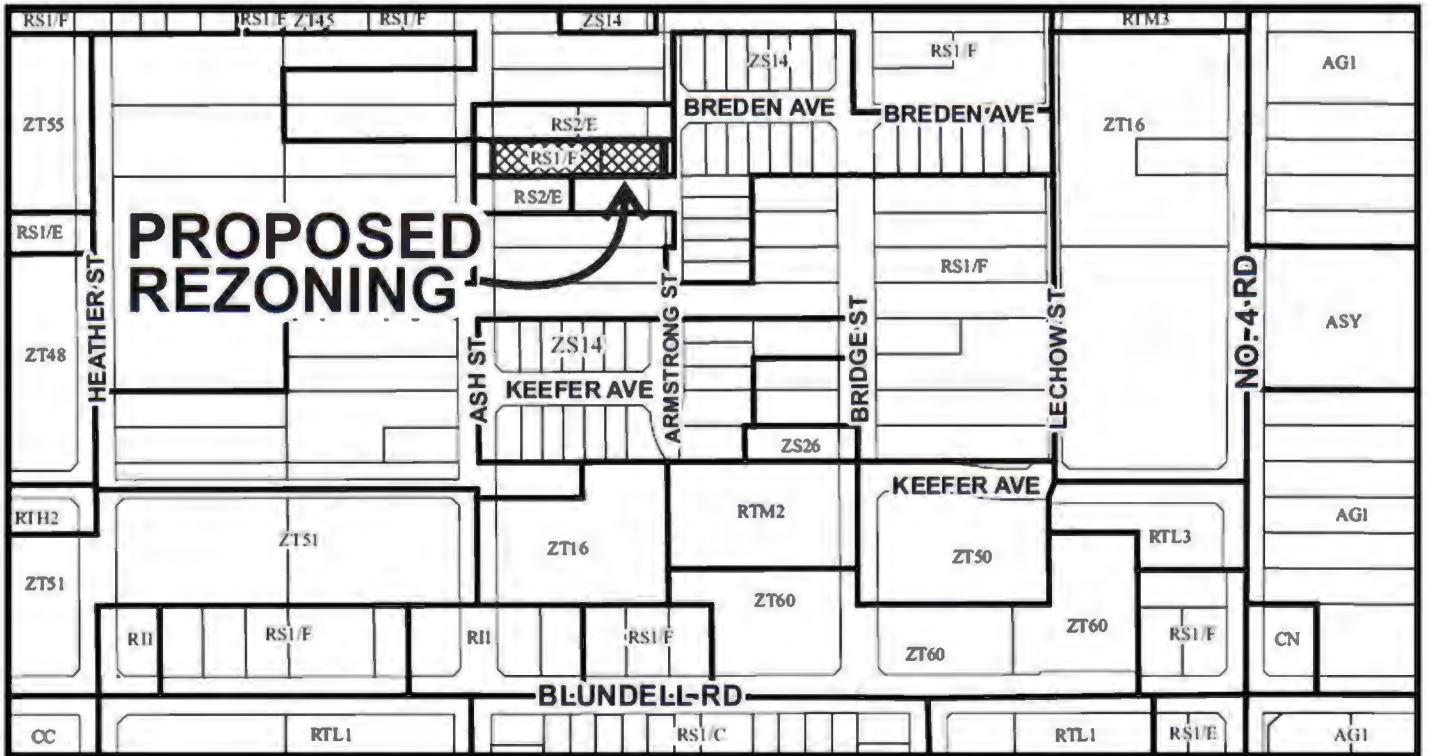 RS1/F RS1/F ZT45 RS1/F ZS14 RTM3
ZS14 RS1/F AG1
BREDEN AVE BREDEN AVE
ZT55 RS2/E ZT16
RS1/F
RS2/E
PROPOSED
REZONING
RS1/E
HEATHER ST
RS1/F
ARMSTRONG ST
BRIDGE ST
LECHOW ST
NO. 4 RD
ASY
ZT48
ASH ST
ZS14
KEEFER AVE
ZS26
KEEFER AVE
RTH2 RTM2 AG1
ZT51 ZT16 ZT50 RTL3
ZT51 ZT60
RI1 RS1/F RI1 RS1/F ZT60 ZT60 RS1/F CN
BLUNDELL RD
CC RTL1 RS1/C RTL1 RS1/E AG1